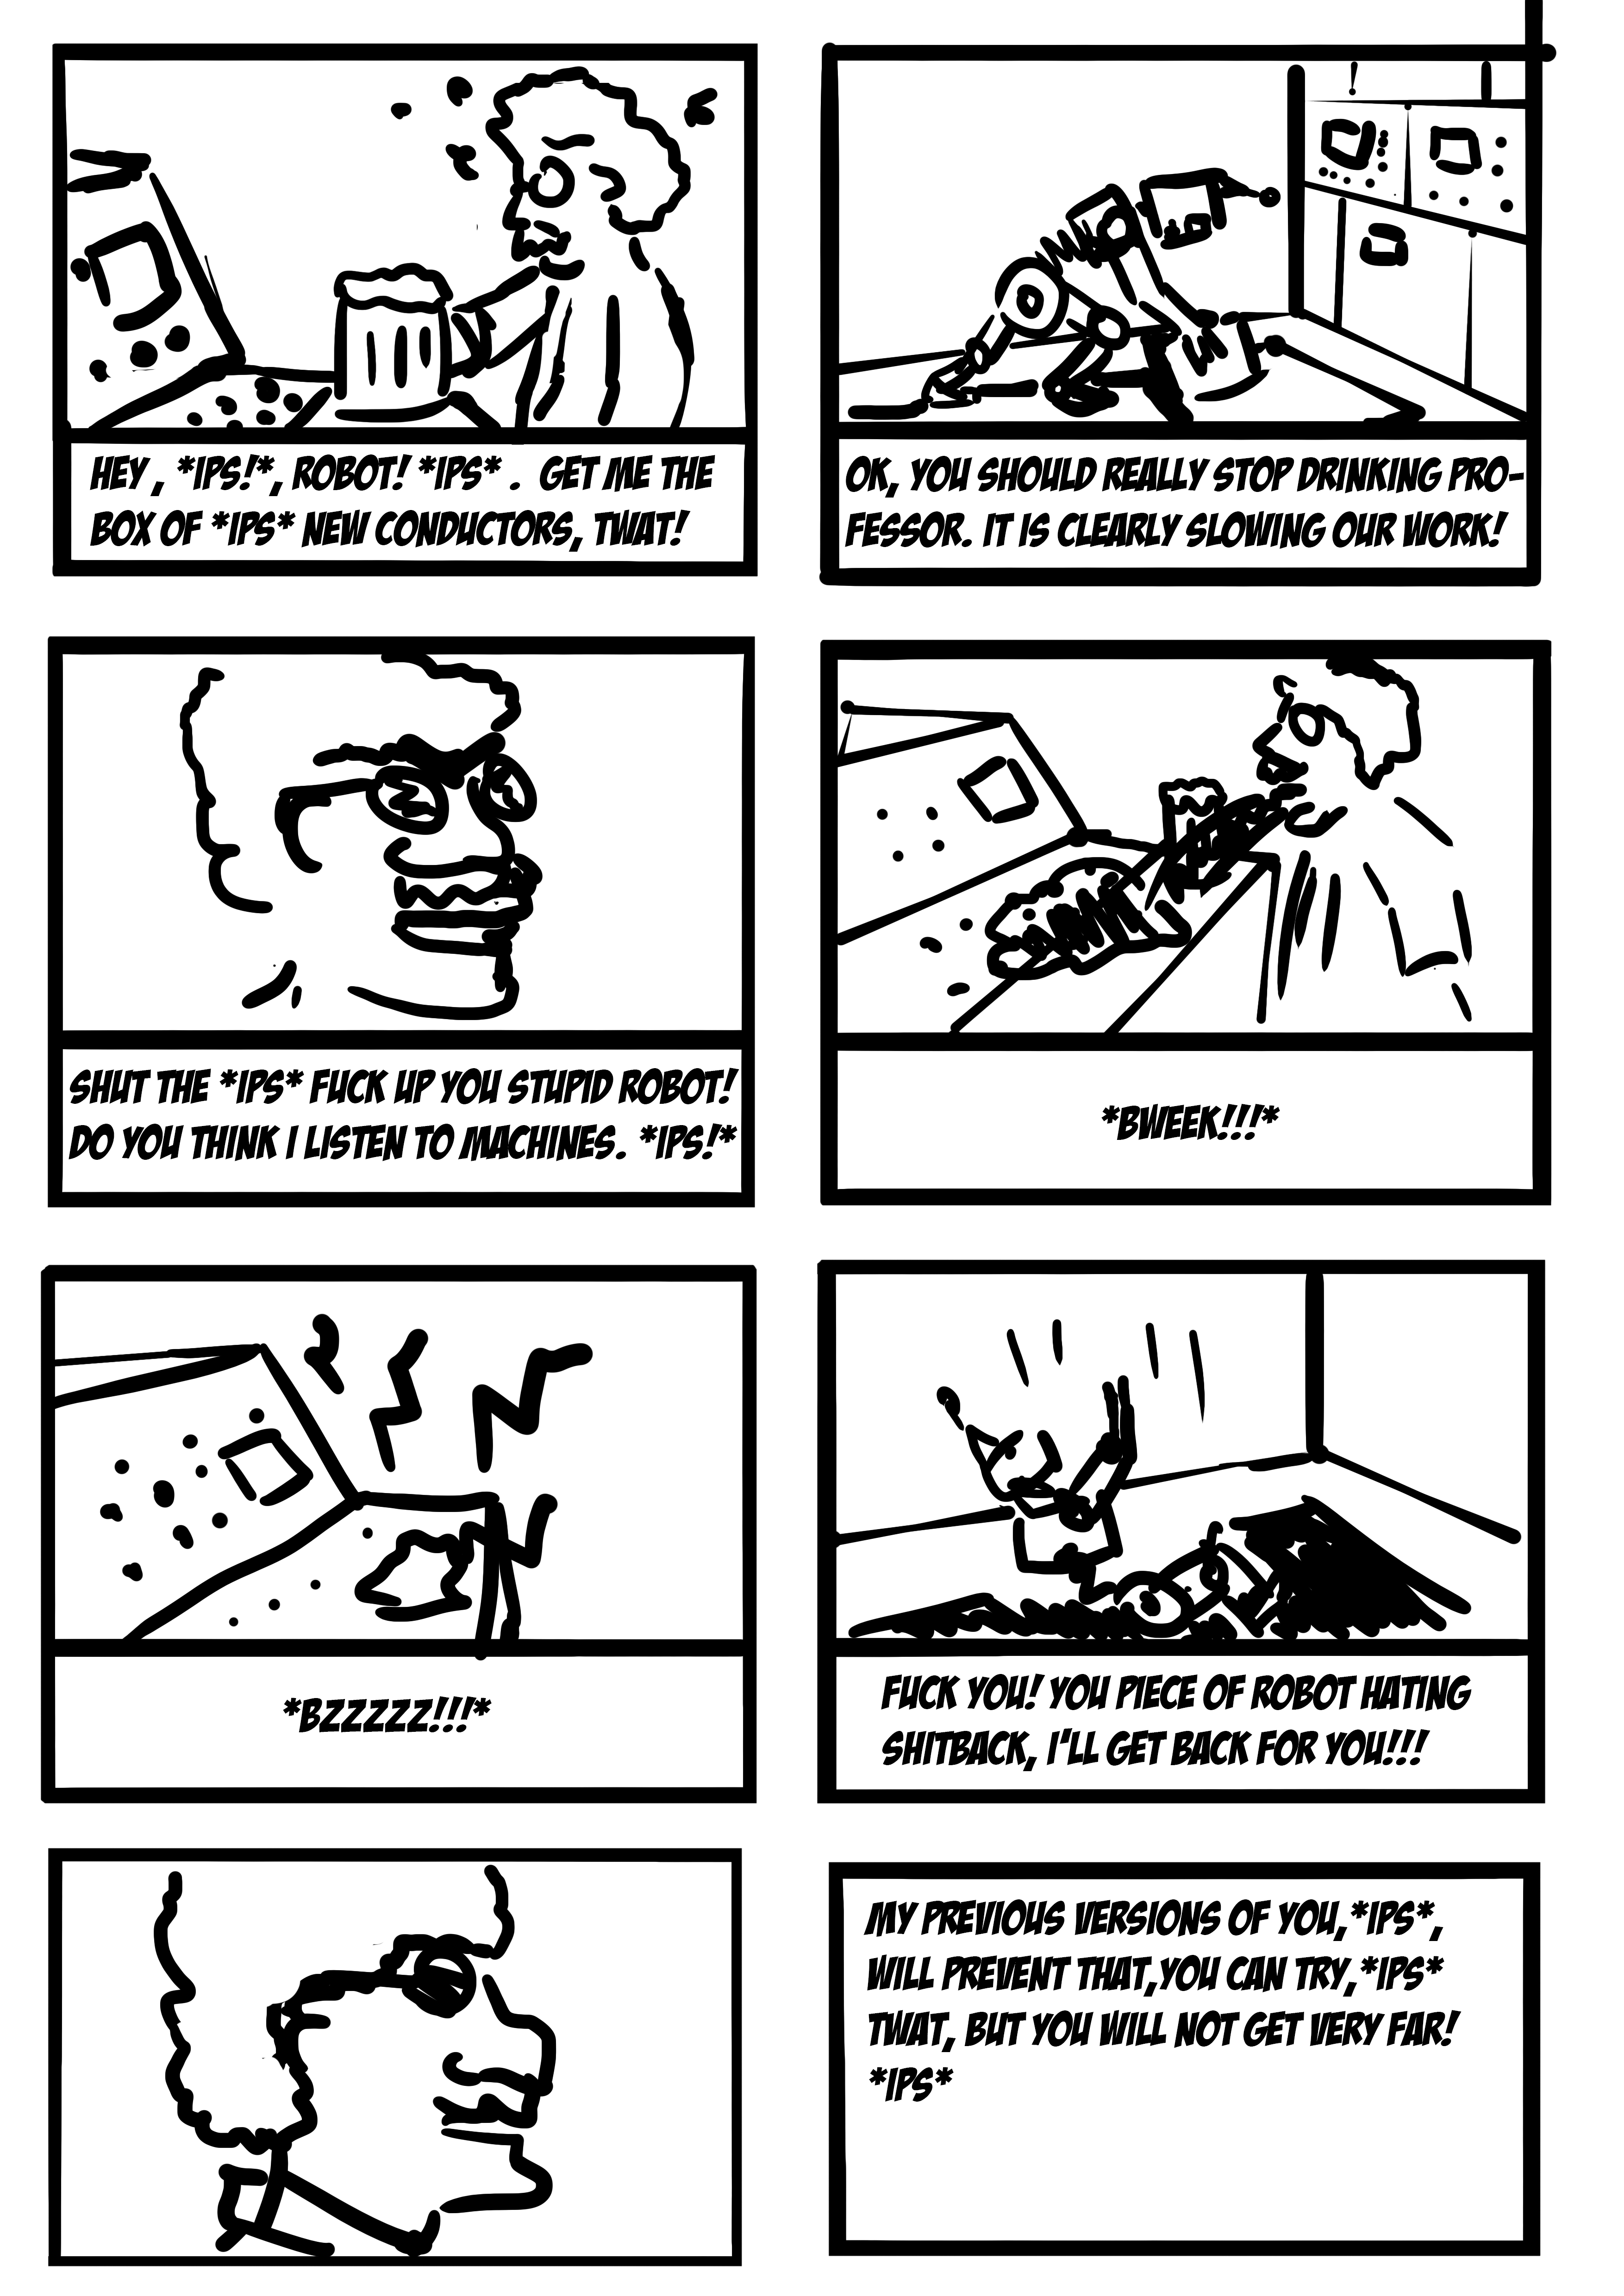 HEY , *IPS!*, ROBOT! *IPS* . GET ME THE
BOX OF *IPS* NEW CONDUCTORS, TWAT!
OK, YOU SHOULD REALLY STOP DRINKING PRO-
FESSOR. IT IS CLEARLY SLOWING OUR WORK!
SHUT THE *IPS* FUCK UP YOU STUPID ROBOT!
DO YOU THINK I LISTEN TO MACHINES. *IPS!*
*BWEEK!!!*
*BZZZZZ!!!*
FUCK YOU! YOU PIECE OF ROBOT HATING
SHITBACK, I'LL GET BACK FOR YOU!!!
MY PREVIOUS VERSIONS OF YOU,*IPS*,
WILL PREVENT THAT,YOU CAN TRY,*IPS*
TWAT, BUT YOU WILL NOT GET VERY FAR!
*IPS*